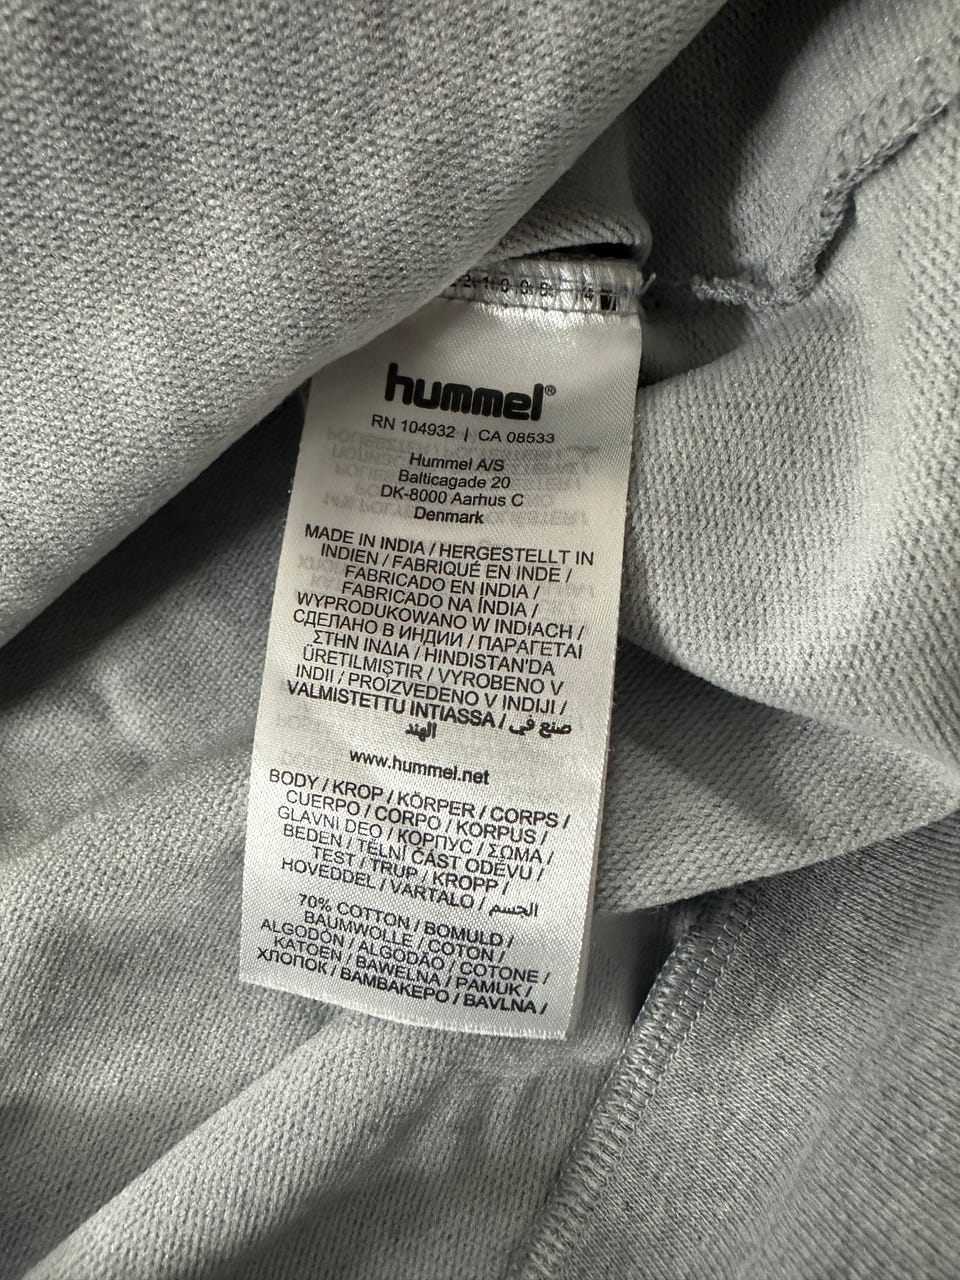 hummel®
RN 104932 | CA 08533
Hummel A/S
Balticagade 20
DK-8000 Aarhus C
Denmark
MADE IN INDIA / HERGESTELLT IN
INDIEN / FABRIQUÉ EN INDE /
FABRICADO EN INDIA /
FABRICADO NA ÍNDIA /
WYPRODUKOWANO W INDIACH /
СДЕЛАНО В ИНДИИ / ΠΑΡΑΓΕΤΑΙ
ΣΤΗΝ ΙΝΔΙΑ / HINDISTAN'DA
ÜRETILMIŞTIR / VYROBENO V
INDII / PROIZVEDENO V INDIJI /
VALMISTETTU INTIASSA / صنع في
الهند
www.hummel.net
BODY / KROP / KÖRPER / CORPS /
CUERPO / CORPO / KORPUS /
GLAVNI DEO / КОРПУС / ΣΩΜΑ /
BEDEN / TĚLNÍ ČÁST ODĚVU /
TEST / TRUP / KROPP /
HOVEDDEL / VARTALO / الجسم
70% COTTON / BOMULD /
BAUMWOLLE / COTON /
ALGODÓN / ALGODÃO / COTONE /
KATOEN / BAWEŁNA / PAMUK /
ХЛОПОК / ΒΑΜΒΑΚΕΡΟ / BAVLNA /